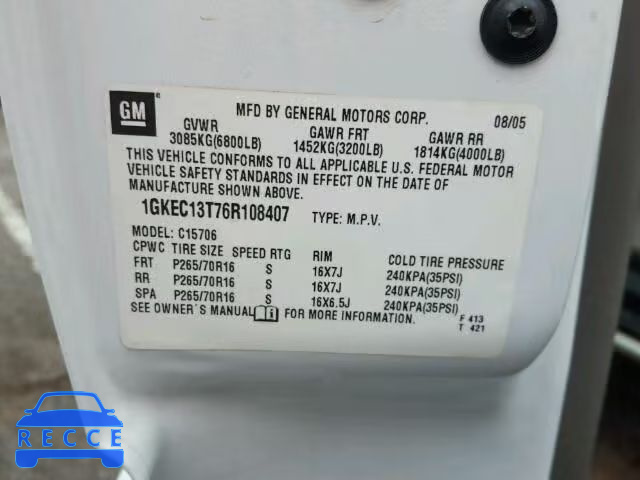 GM ®
MFD BY GENERAL MOTORS CORP. 08/05
GVWR GAWR FRT GAWR RR
3085KG(6800LB) 1452KG(3200LB) 1814KG(4000LB)
THIS VEHICLE CONFORMS TO ALL APPLICABLE U.S. FEDERAL MOTOR
VEHICLE SAFETY STANDARDS IN EFFECT ON THE DATE OF
MANUFACTURE SHOWN ABOVE.
1GKEC13T76R108407 TYPE: M.P.V.
MODEL: C15706
CPWC TIRE SIZE SPEED RTG RIM COLD TIRE PRESSURE
FRT P265/70R16 S 16X7J 240KPA(35PSI)
RR P265/70R16 S 16X7J 240KPA(35PSI)
SPA P265/70R16 S 16X6.5J 240KPA(35PSI)
SEE OWNER'S MANUAL i FOR MORE INFORMATION.
F 413
T 421
RECCE